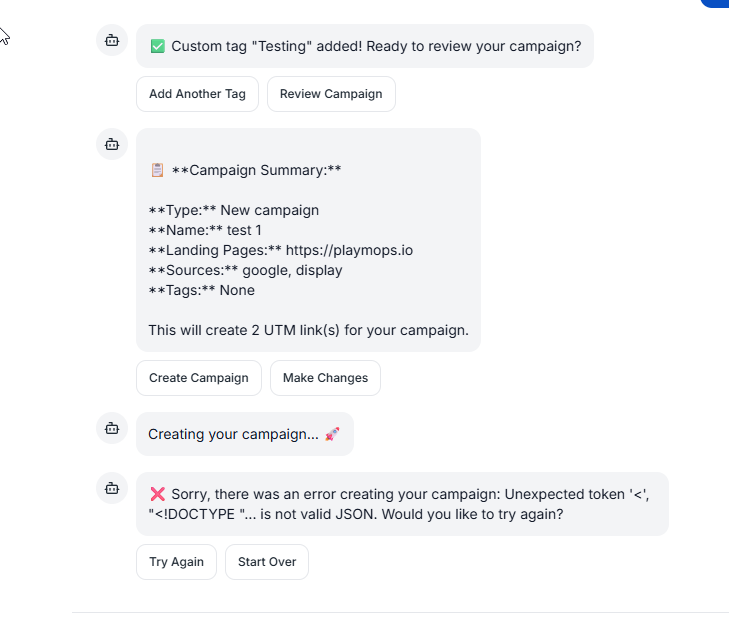 ✅ Custom tag "Testing" added! Ready to review your campaign?
Add Another Tag
Review Campaign
📋 **Campaign Summary:**
**Type:** New campaign
**Name:** test 1
**Landing Pages:** https://playmops.io
**Sources:** google, display
**Tags:** None
This will create 2 UTM link(s) for your campaign.
Create Campaign
Make Changes
Creating your campaign... 🚀
❌ Sorry, there was an error creating your campaign: Unexpected token '<',
"<!DOCTYPE "... is not valid JSON. Would you like to try again?
Try Again
Start Over